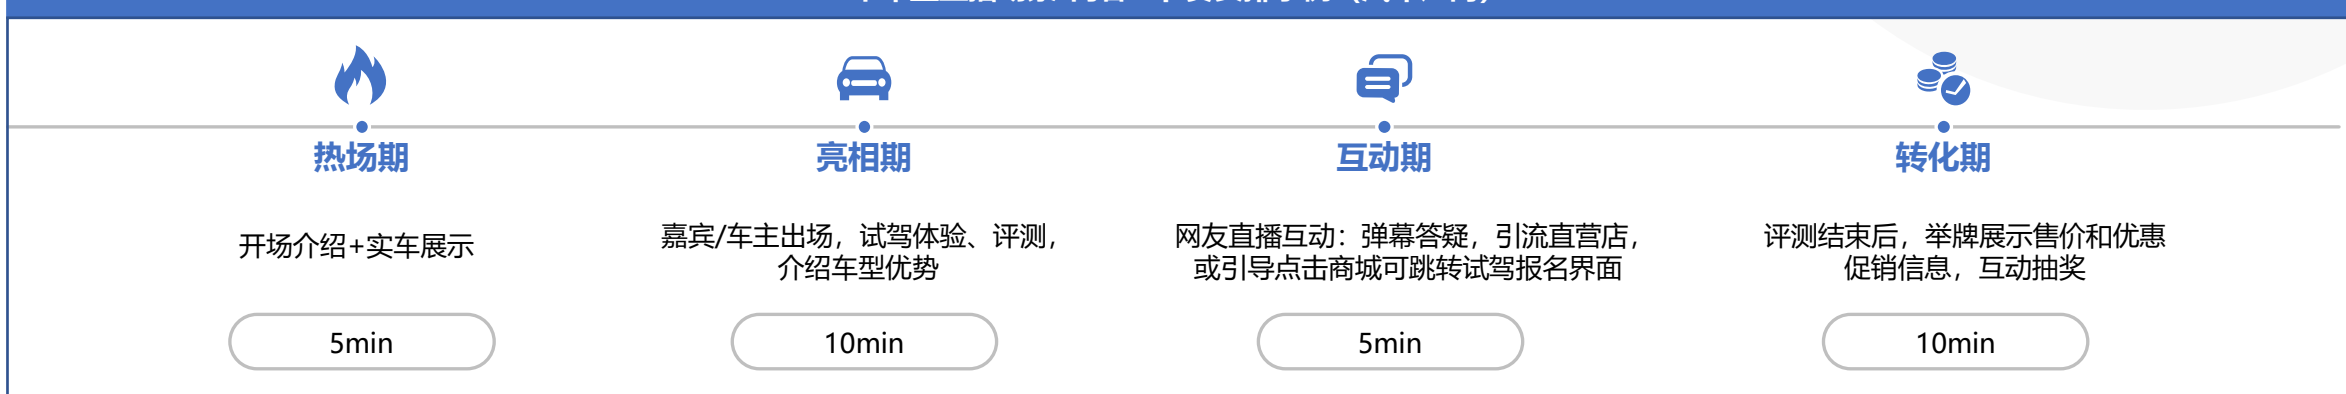 热场期
亮相期
互动期
转化期
开场介绍+实车展示
嘉宾/车主出场，试驾体验、评测，
介绍车型优势
网友直播互动：弹幕答疑，引流直营店，
或引导点击商城可跳转试驾报名界面
评测结束后，举牌展示售价和优惠
促销信息，互动抽奖
5min
10min
5min
10min